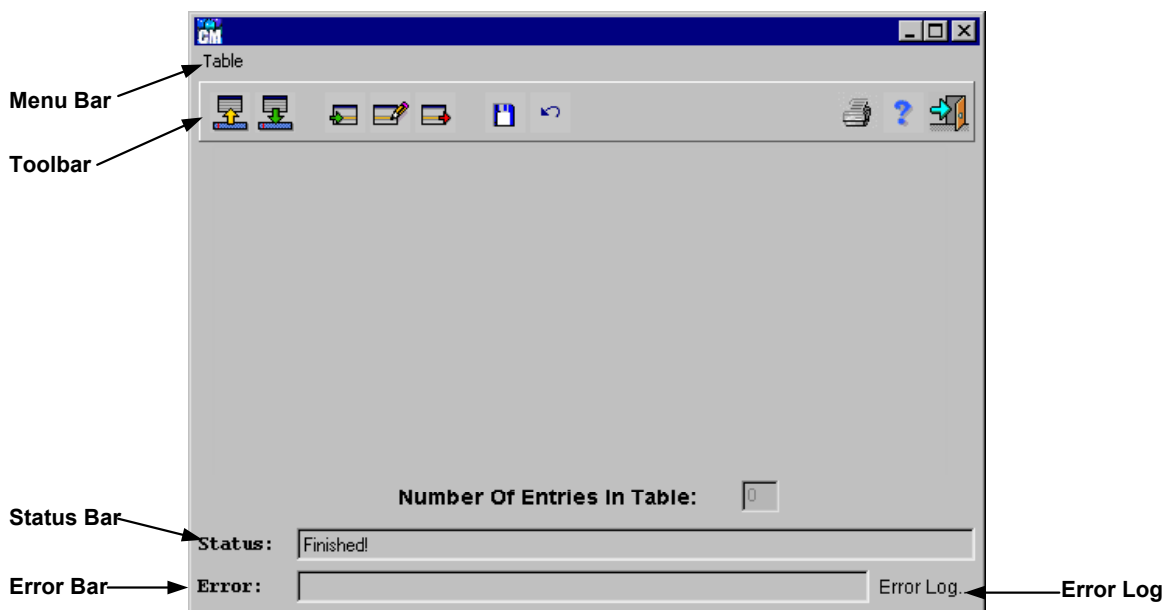 CM
Table
Menu Bar
Toolbar
?
Number Of Entries In Table: 0
Status Bar
Status: Finished!
Error Bar
Error:
Error Log.
Error Log